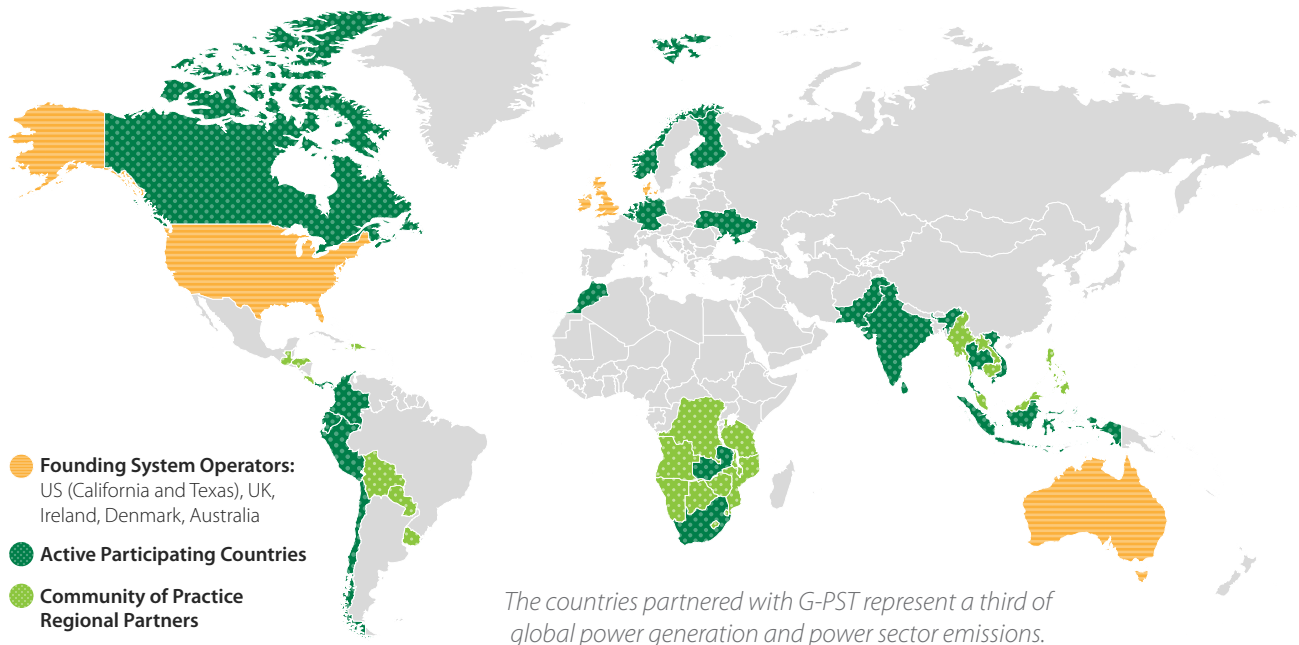 Founding System Operators:
US (California and Texas), UK,
Ireland, Denmark, Australia
Active Participating Countries
Community of Practice
Regional Partners
The countries partnered with G-PST represent a third of
global power generation and power sector emissions.